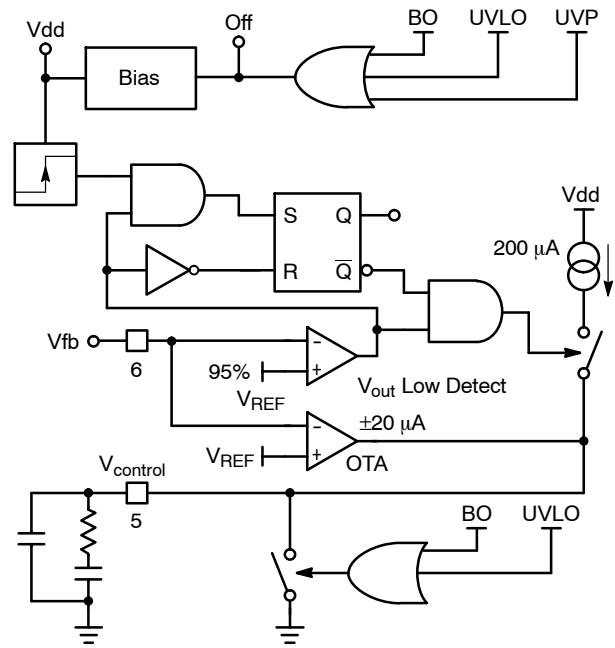 Vdd
Off
BO
UVLO
UVP
Bias
S
Q
R
Q
Vdd
200 µA
Vfb
6
95%
VREF
-
+
Vout Low Detect
VREF
-
+
±20 µA
OTA
Vcontrol
5
BO
UVLO